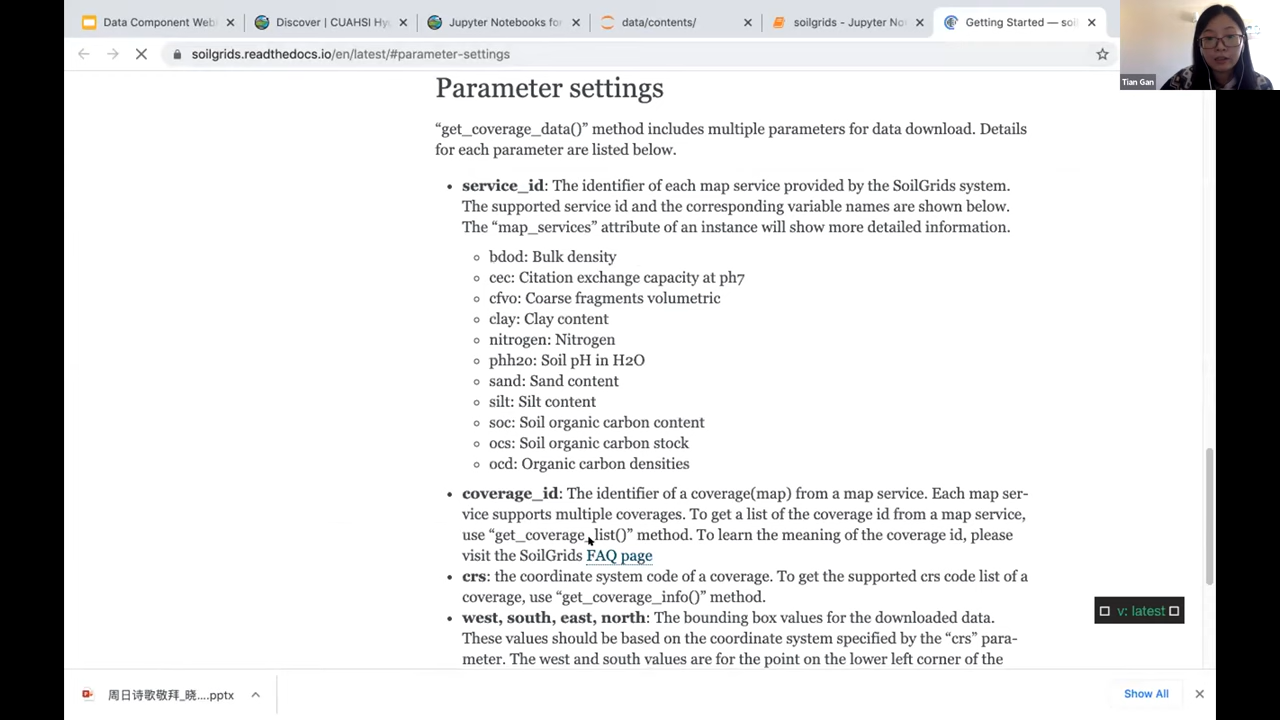 Data Component Web
Discover | CUAHSI Hy
Jupyter Notebooks for
data/contents/
soilgrids - Jupyter No
Getting Started — soil
soilgrids.readthedocs.io/en/latest/#parameter-settings
Tian Gan
Parameter settings
“get_coverage_data()” method includes multiple parameters for data download. Details
for each parameter are listed below.
• service_id: The identifier of each map service provided by the SoilGrids system.
The supported service id and the corresponding variable names are shown below.
The “map_services” attribute of an instance will show more detailed information.
◦ bdod: Bulk density
◦ cec: Citation exchange capacity at ph7
◦ cfvo: Coarse fragments volumetric
◦ clay: Clay content
◦ nitrogen: Nitrogen
◦ phh2o: Soil pH in H2O
◦ sand: Sand content
◦ silt: Silt content
◦ soc: Soil organic carbon content
◦ ocs: Soil organic carbon stock
◦ ocd: Organic carbon densities
• coverage_id: The identifier of a coverage(map) from a map service. Each map ser-
vice supports multiple coverages. To get a list of the coverage id from a map service,
use “get_coverage_list()” method. To learn the meaning of the coverage id, please
visit the SoilGrids FAQ page
• crs: the coordinate system code of a coverage. To get the supported crs code list of a
coverage, use “get_coverage_info()” method.
• west, south, east, north: The bounding box values for the downloaded data.
These values should be based on the coordinate system specified by the “crs” para-
meter. The west and south values are for the point on the lower left corner of the
v: latest
周日诗歌敬拜_晓....pptx
Show All